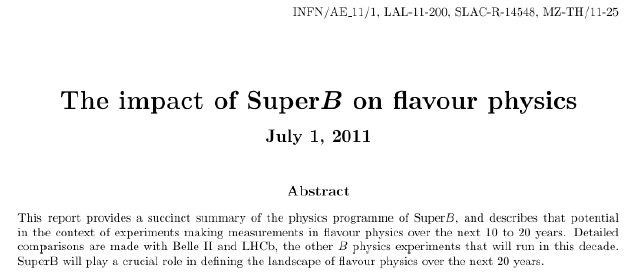 INFN/AE_11/1, LAL-11-200, SLAC-R-14548, MZ-TH/11-25
The impact of SuperB on flavour physics
July 1, 2011
Abstract
This report provides a succinct summary of the physics programme of SuperB, and describes that potential
in the context of experiments making measurements in flavour physics over the next 10 to 20 years. Detailed
comparisons are made with Belle II and LHCb, the other B physics experiments that will run in this decade.
SuperB will play a crucial role in defining the landscape of flavour physics over the next 20 years.